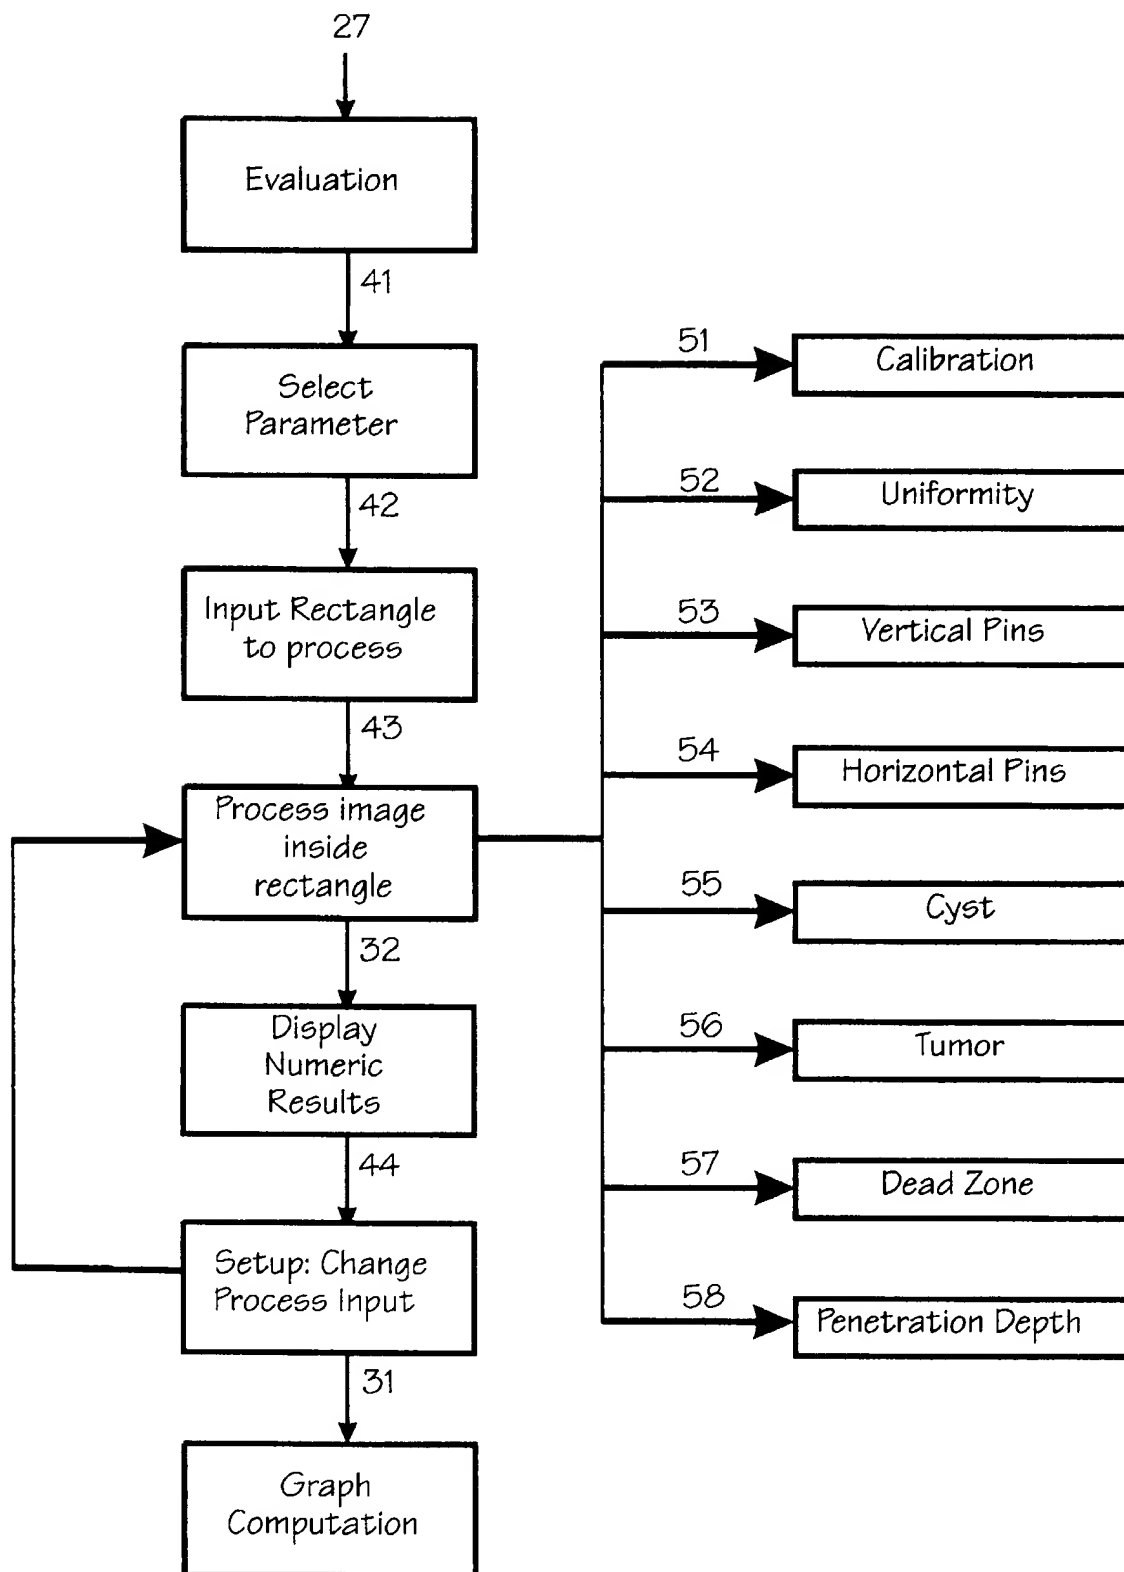 27
Evaluation
41
Select
Parameter
42
Input Rectangle
to process
43
Process image
inside
rectangle
32
Display
Numeric
Results
44
Setup: Change
Process Input
31
Graph
Computation
51
Calibration
52
Uniformity
53
Vertical Pins
54
Horizontal Pins
55
Cyst
56
Tumor
57
Dead Zone
58
Penetration Depth